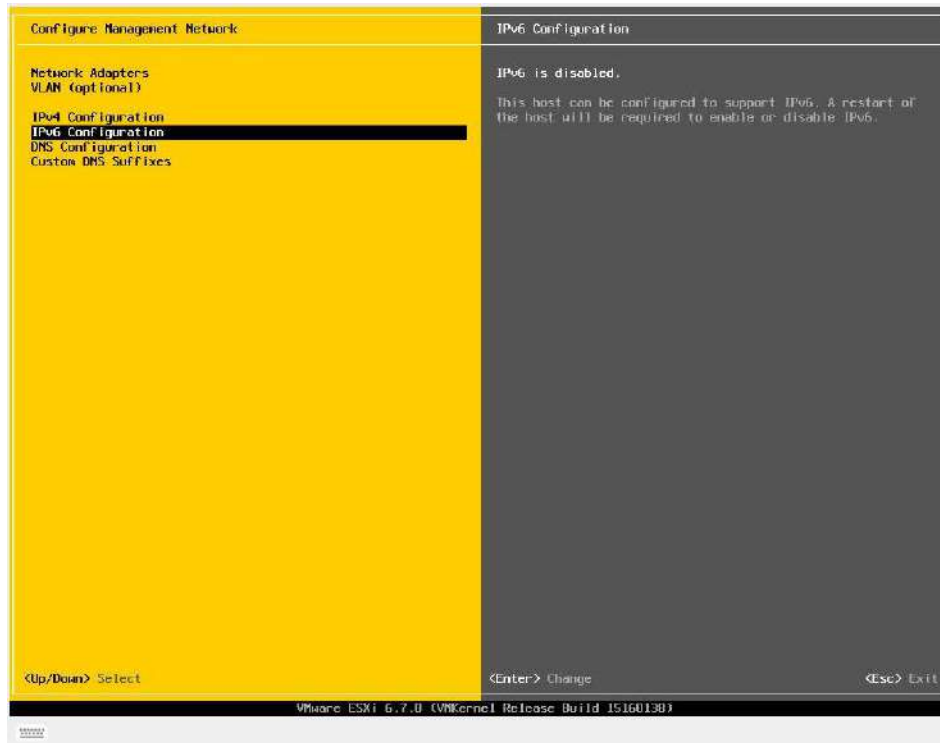 Configure Management Network
IPv6 Configuration
Network Adapters
VLAN (optional)
IPv4 Configuration
IPv6 Configuration
DNS Configuration
Custom DNS Suffixes
IPv6 is disabled.
This host can be configured to support IPv6. A restart of
the host will be required to enable or disable IPv6.
<Up/Down> Select
<Enter> Change
<Esc> Exit
VMware ESXi 6.7.0 (VMKernel Release Build 15160138)